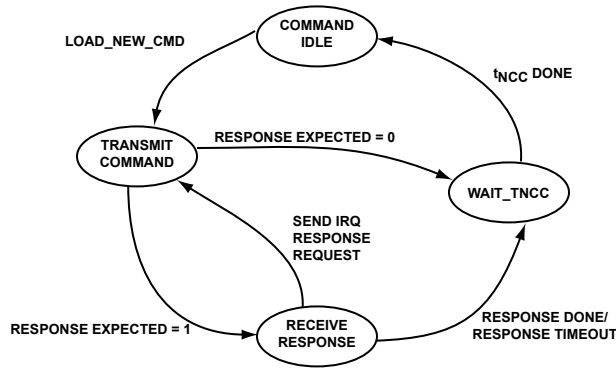 COMMAND
IDLE
LOAD_NEW_CMD
tNCC DONE
TRANSMIT
COMMAND
RESPONSE EXPECTED = 0
WAIT_TNCC
SEND IRQ
RESPONSE
REQUEST
RESPONSE EXPECTED = 1
RECEIVE
RESPONSE
RESPONSE DONE/
RESPONSE TIMEOUT